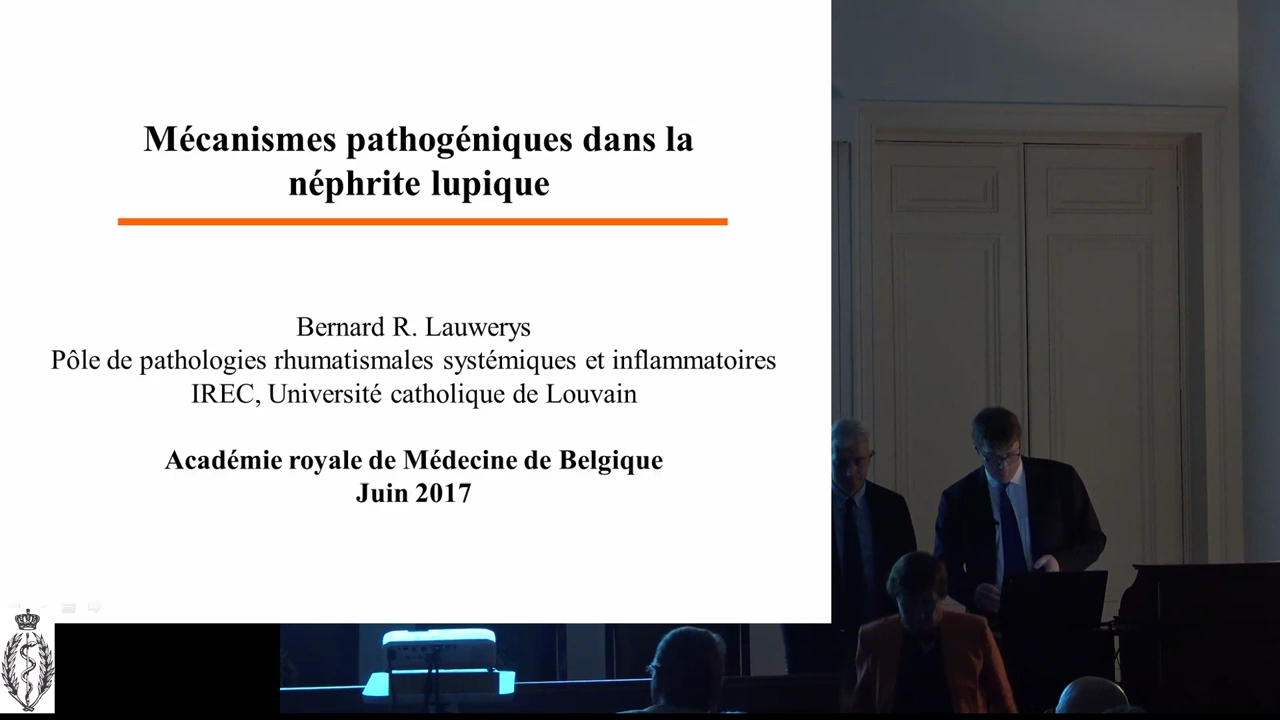 Mécanismes pathogéniques dans la
néphrite lupique
Bernard R. Lauwerys
Pôle de pathologies rhumatismales systémiques et inflammatoires
IREC, Université catholique de Louvain
Académie royale de Médecine de Belgique
Juin 2017